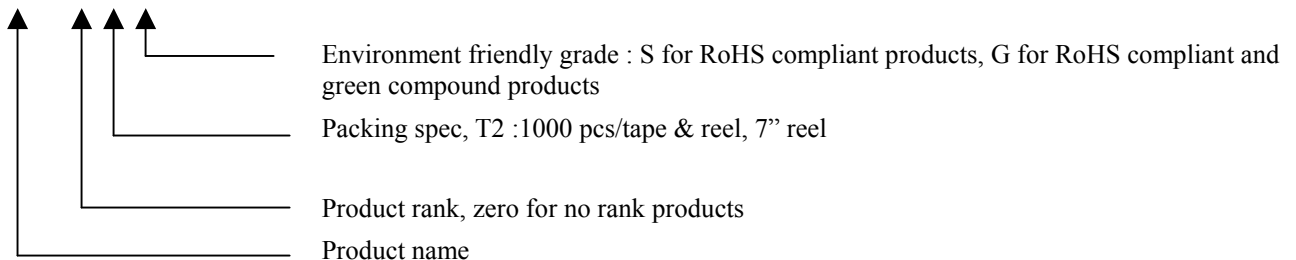 Environment friendly grade : S for RoHS compliant products, G for RoHS compliant and
green compound products
Packing spec, T2 :1000 pcs/tape & reel, 7” reel
Product rank, zero for no rank products
Product name